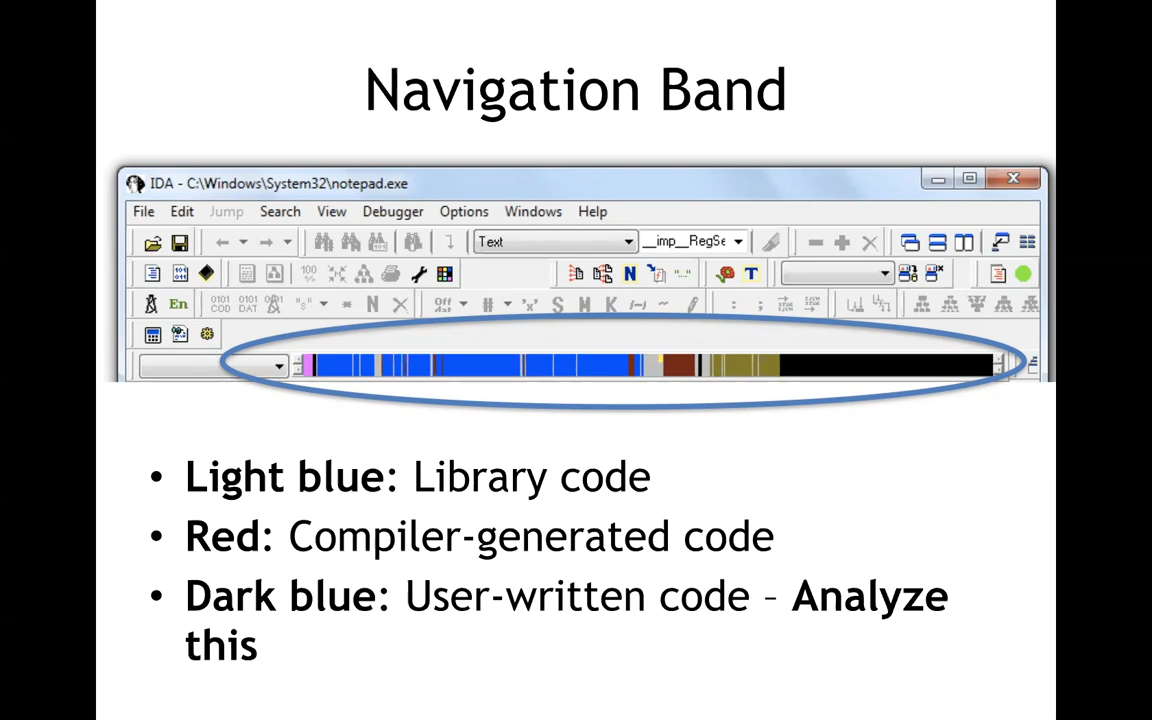 Navigation Band
IDA - C:\Windows\System32\notepad.exe
File Edit Jump Search View Debugger Options Windows Help
Text __imp__RegSe
En
• Light blue: Library code
• Red: Compiler-generated code
• Dark blue: User-written code – Analyze
this